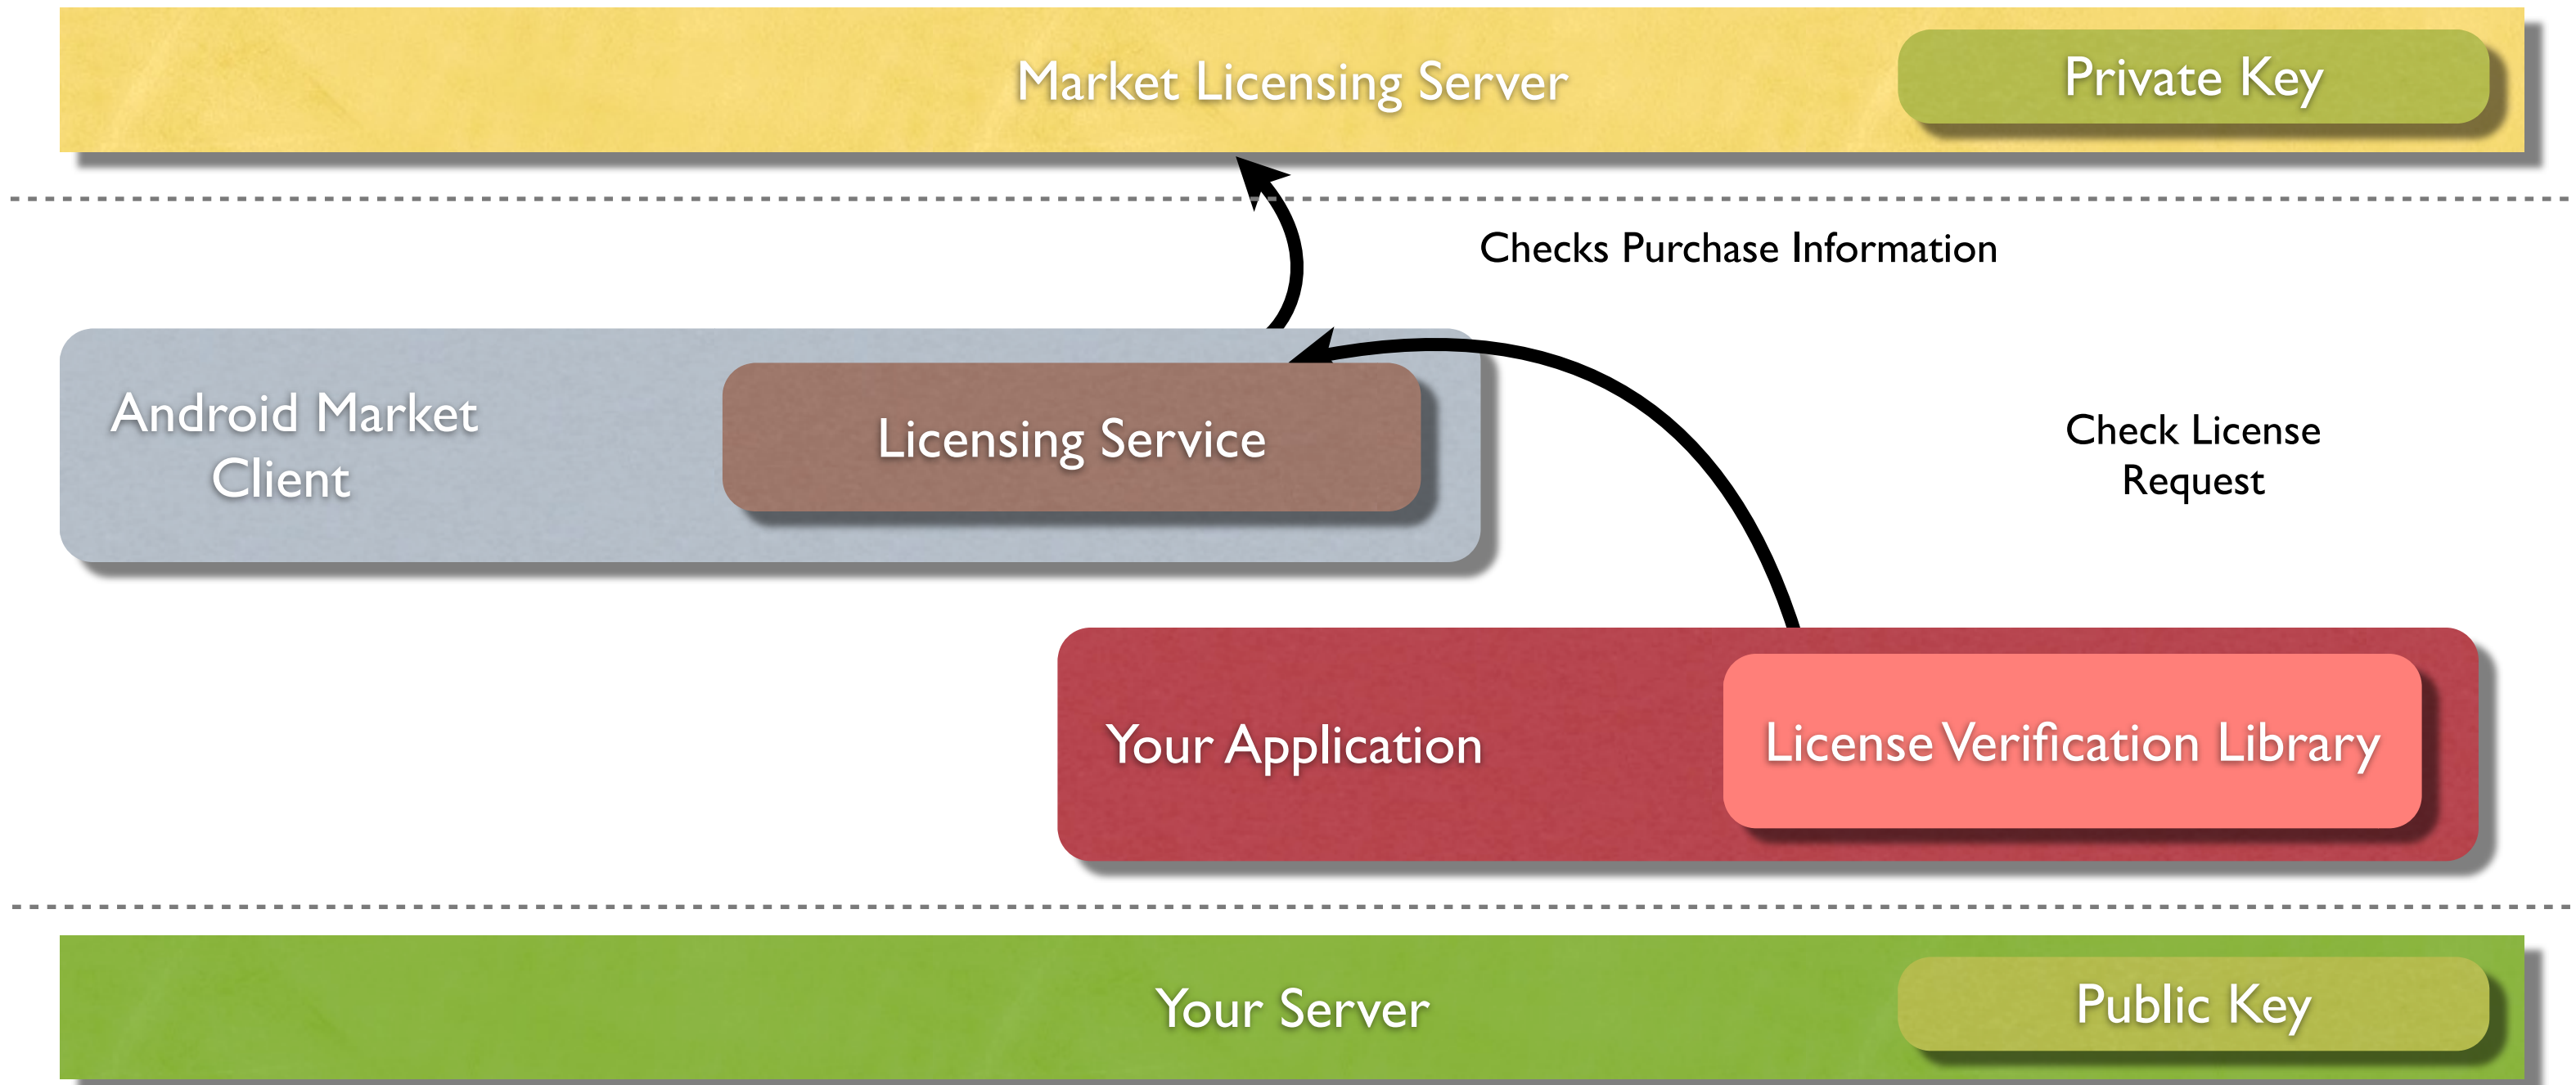 Market Licensing Server
Private Key
Checks Purchase Information
Android Market
Client
Licensing Service
Check License
Request
Your Application
License Verification Library
Your Server
Public Key